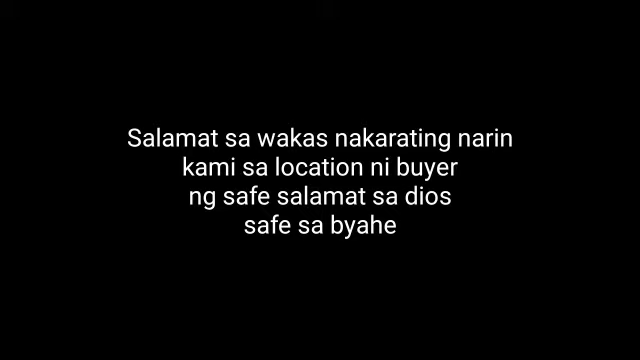 Salamat sa wakas nakarating narin
kami sa location ni buyer
ng safe salamat sa dios
safe sa byahe